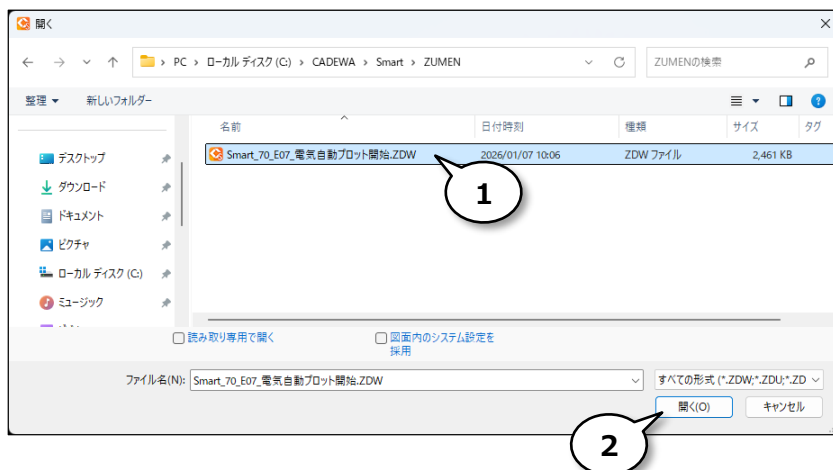 開く
PC › ローカル ディスク (C:) › CADEWA › Smart › ZUMEN
ZUMENの検索
整理 新しいフォルダー
名前 日付時刻 種類 サイズ タグ
Smart_70_E07_電気自動プロット開始.ZDW 2026/01/07 10:06 ZDW ファイル 2,461 KB
1
デスクトップ
ダウンロード
ドキュメント
ピクチャ
ローカル ディスク (C:)
ミュージック
読み取り専用で開く
図面内のシステム設定を
採用
ファイル名(N): Smart_70_E07_電気自動プロット開始.ZDW すべての形式 (*.ZDW;*.ZDU;*.ZD
開く(O) キャンセル
2